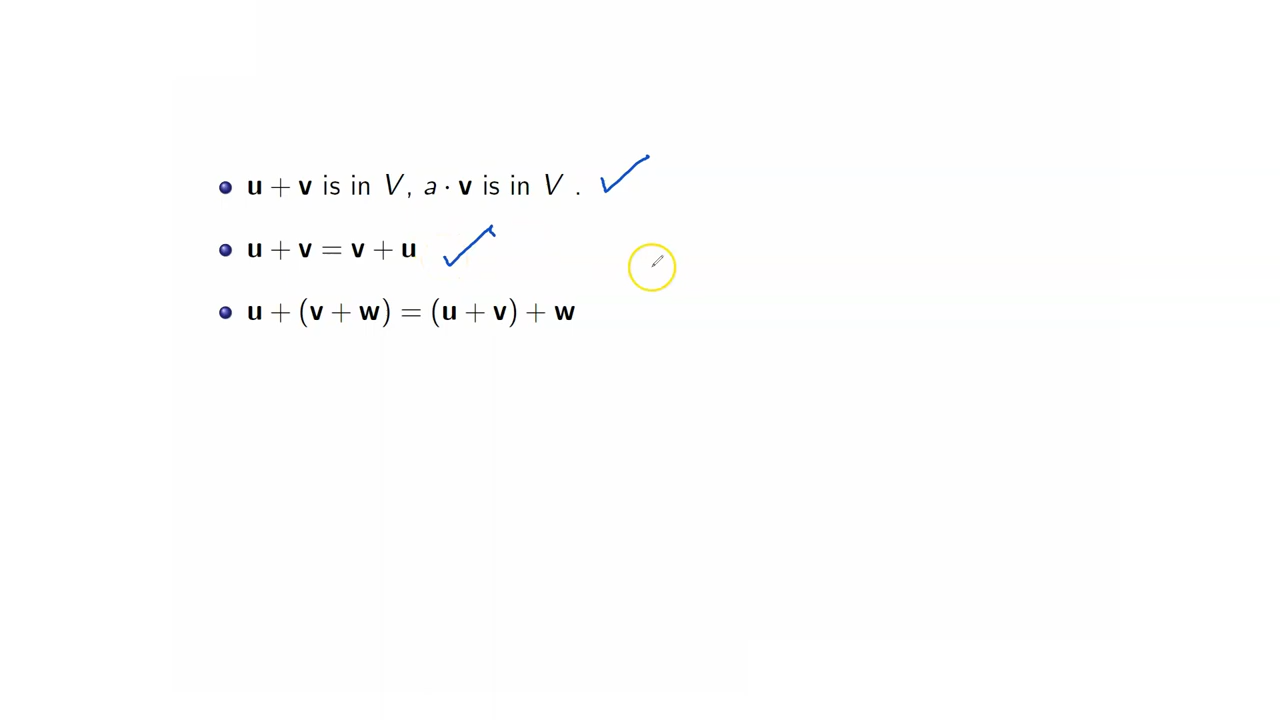 u + v is in V, a · v is in V .
u + v = v + u
u + (v + w) = (u + v) + w